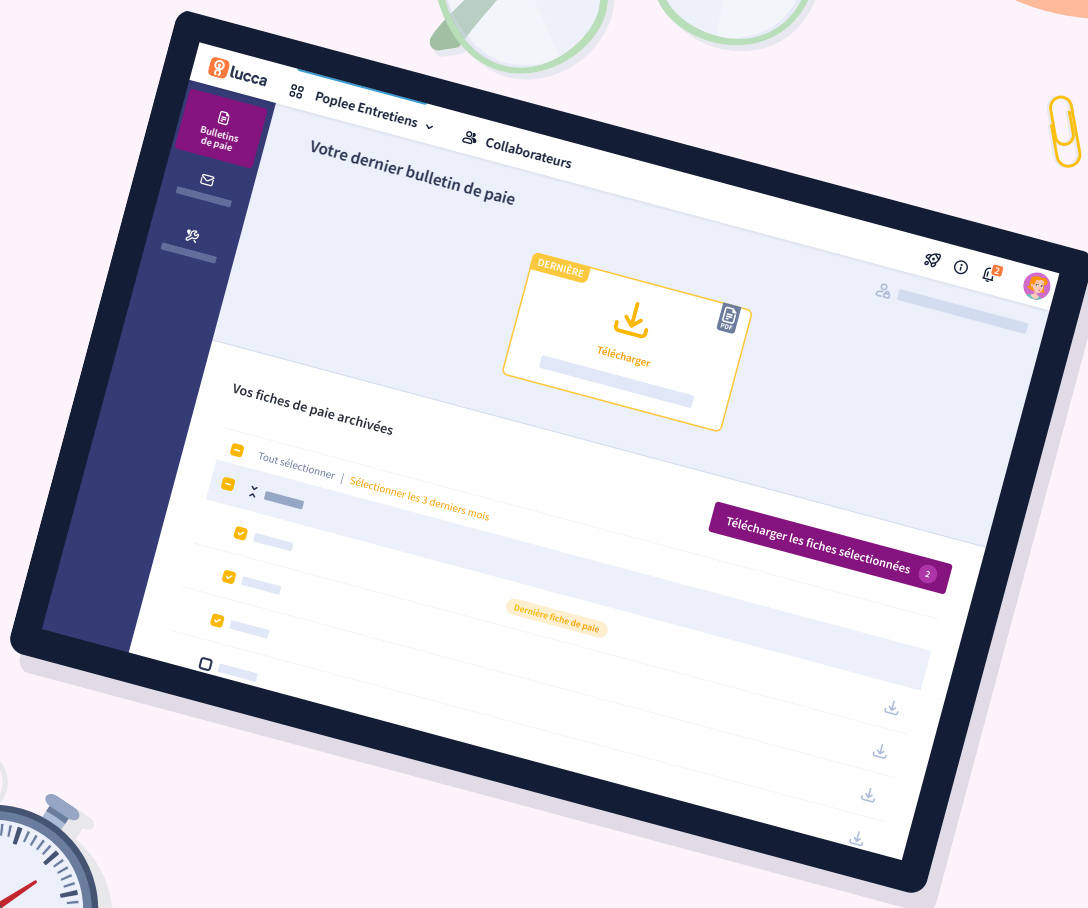 lucca
Poplee Entretiens
Collaborateurs
2
Bulletins
de paie
Votre dernier bulletin de paie
DERNIÈRE
PDF
Télécharger
Vos fiches de paie archivées
Tout sélectionner | Sélectionner les 3 derniers mois
Télécharger les fiches sélectionnées 2
Dernière fiche de paie